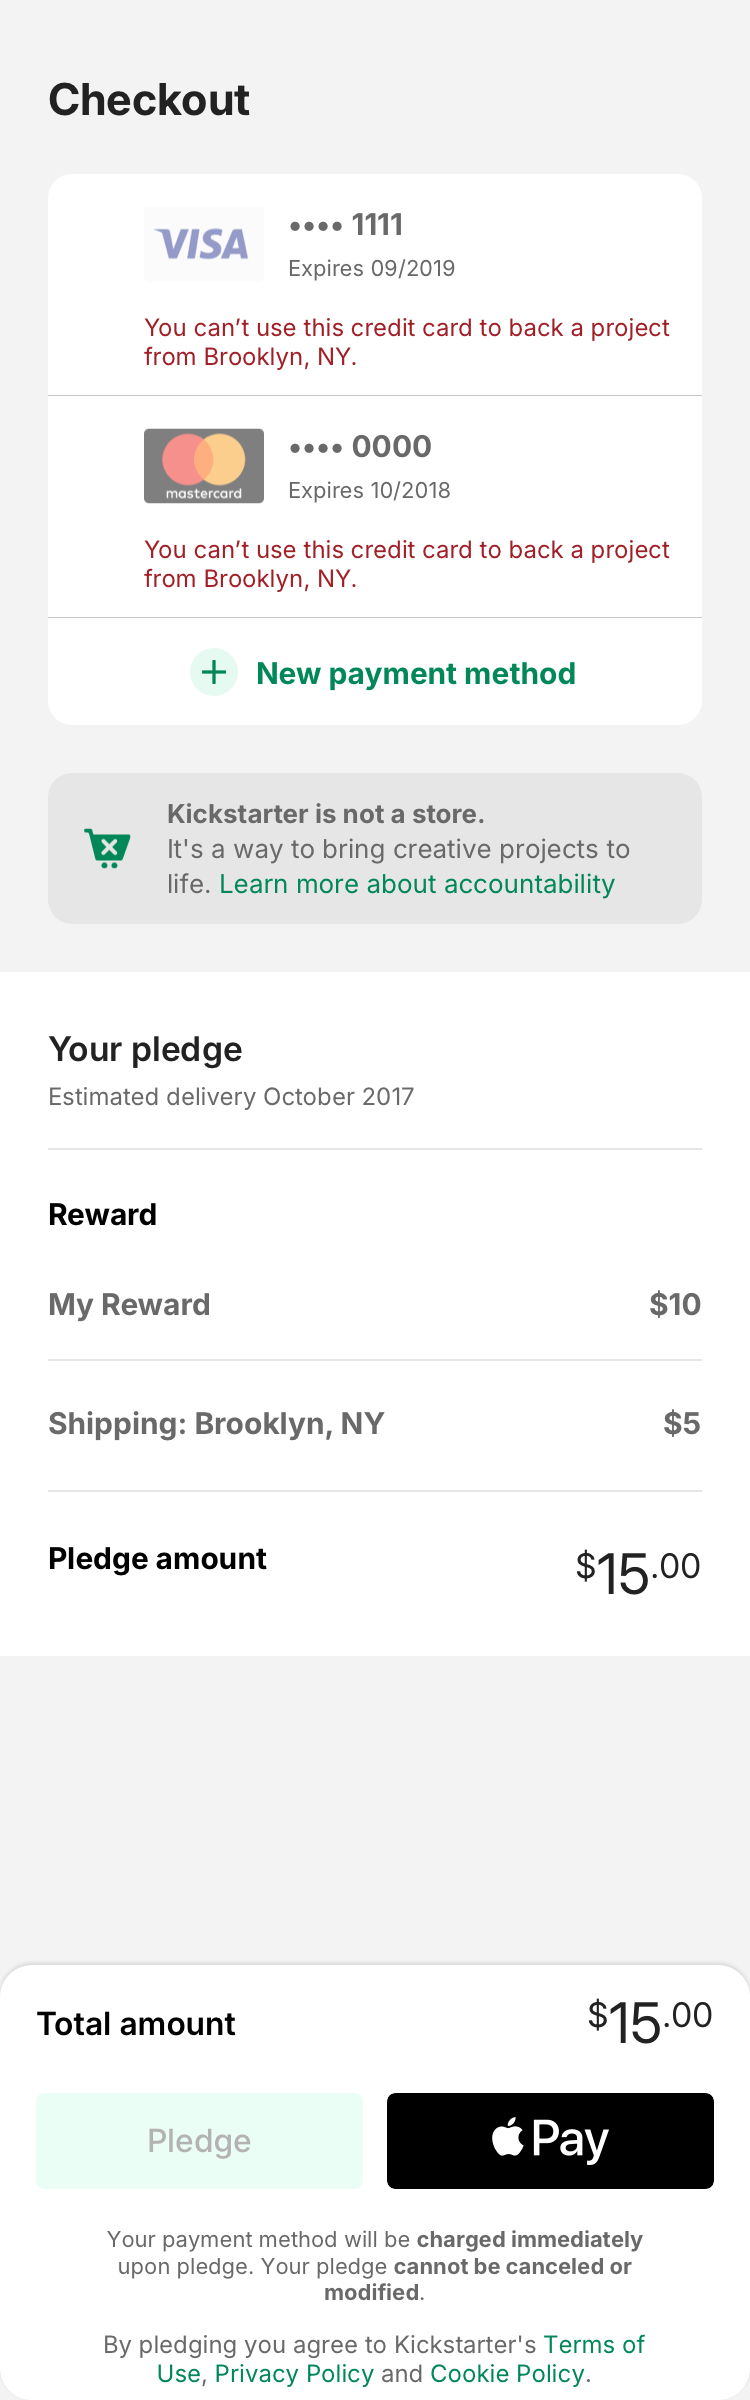 Checkout
VISA
•••• 1111
Expires 09/2019
You can’t use this credit card to back a project
from Brooklyn, NY.
mastercard
•••• 0000
Expires 10/2018
You can’t use this credit card to back a project
from Brooklyn, NY.
New payment method
Kickstarter is not a store.
It's a way to bring creative projects to
life. Learn more about accountability
Your pledge
Estimated delivery October 2017
Reward
My Reward $10
Shipping: Brooklyn, NY $5
Pledge amount $15.00
Total amount $15.00
Pledge
Pay
Your payment method will be charged immediately
upon pledge. Your pledge cannot be canceled or
modified.
By pledging you agree to Kickstarter's Terms of
Use, Privacy Policy and Cookie Policy.